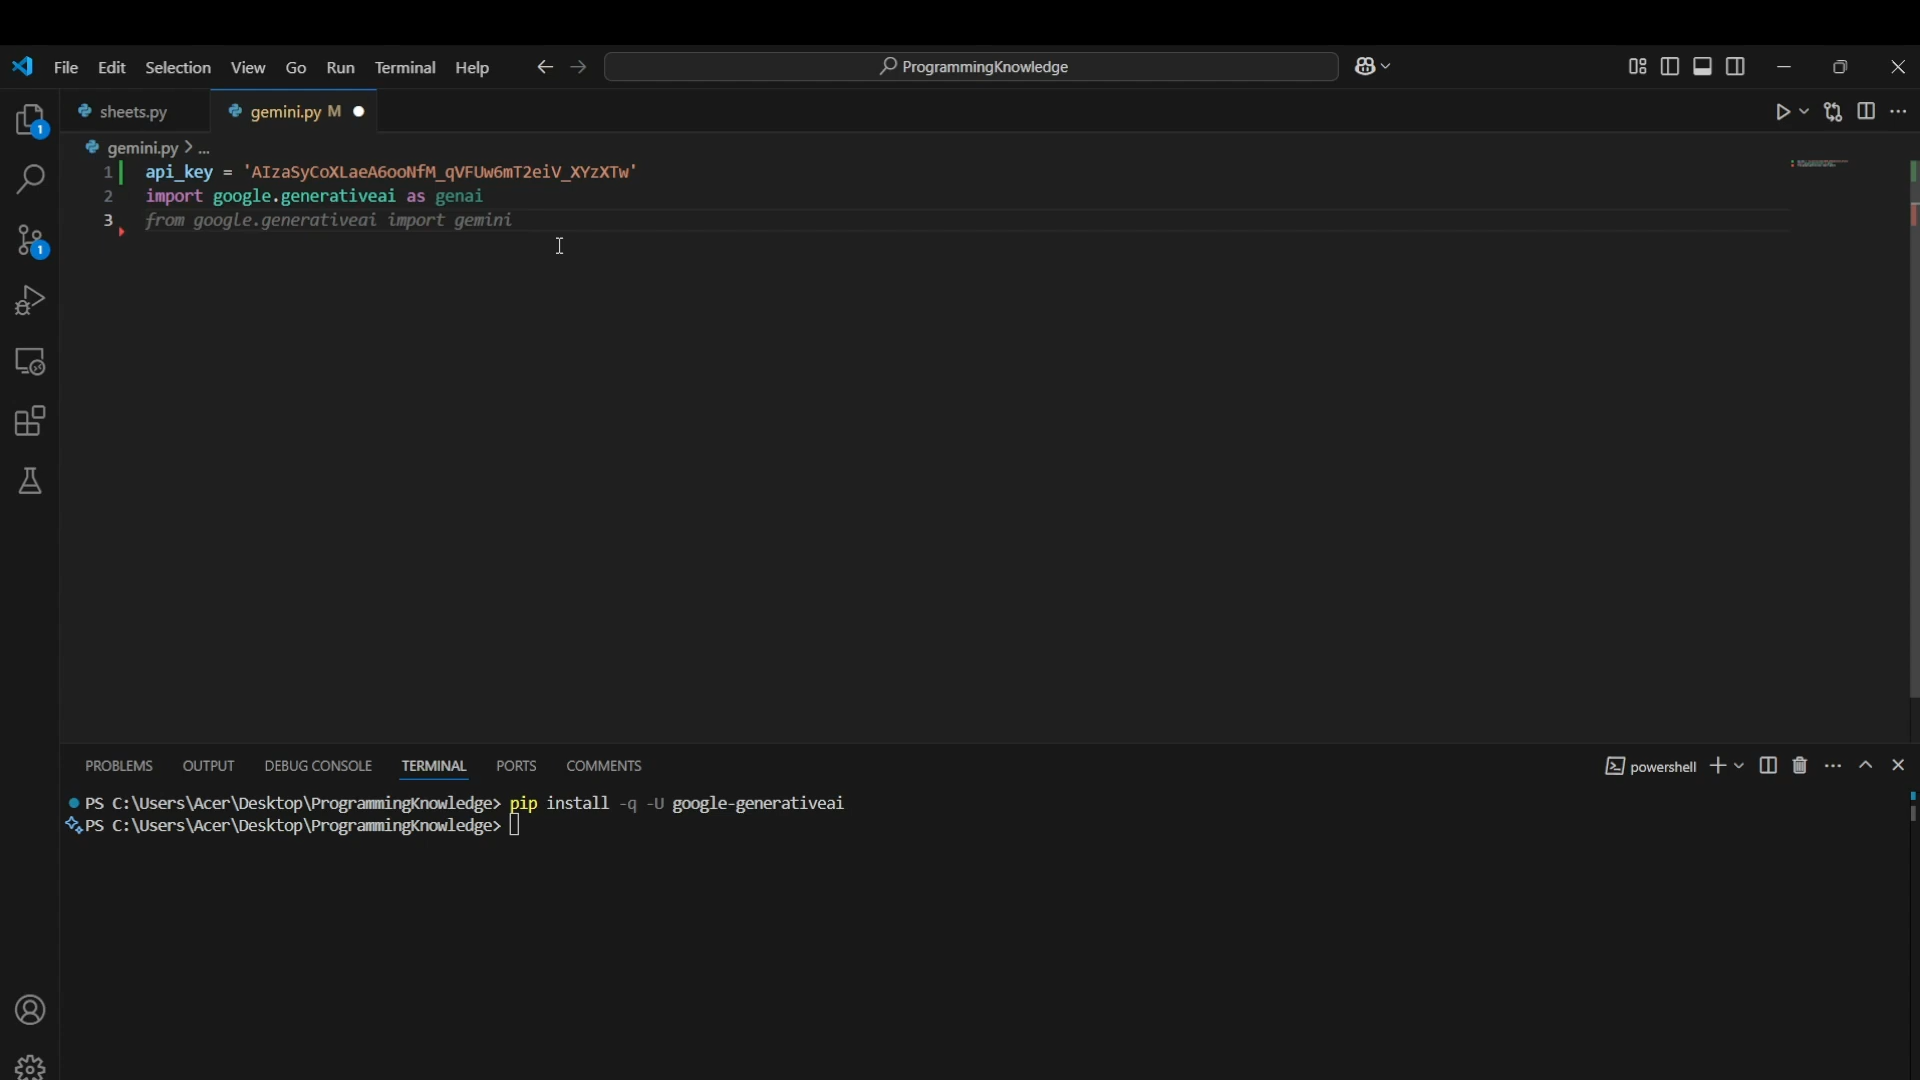 File Edit Selection View Go Run Terminal Help
ProgrammingKnowledge
sheets.py
gemini.py M
1
gemini.py > ...
1 api_key = 'AIzaSyCoXLaeA6ooNfM_qVFUw6mT2eiV_XYzXTw'
2 import google.generativeai as genai
3 from google.generativeai import gemini
1
PROBLEMS OUTPUT DEBUG CONSOLE TERMINAL PORTS COMMENTS
powershell
PS C:\Users\Acer\Desktop\ProgrammingKnowledge> pip install -q -U google-generativeai
PS C:\Users\Acer\Desktop\ProgrammingKnowledge>